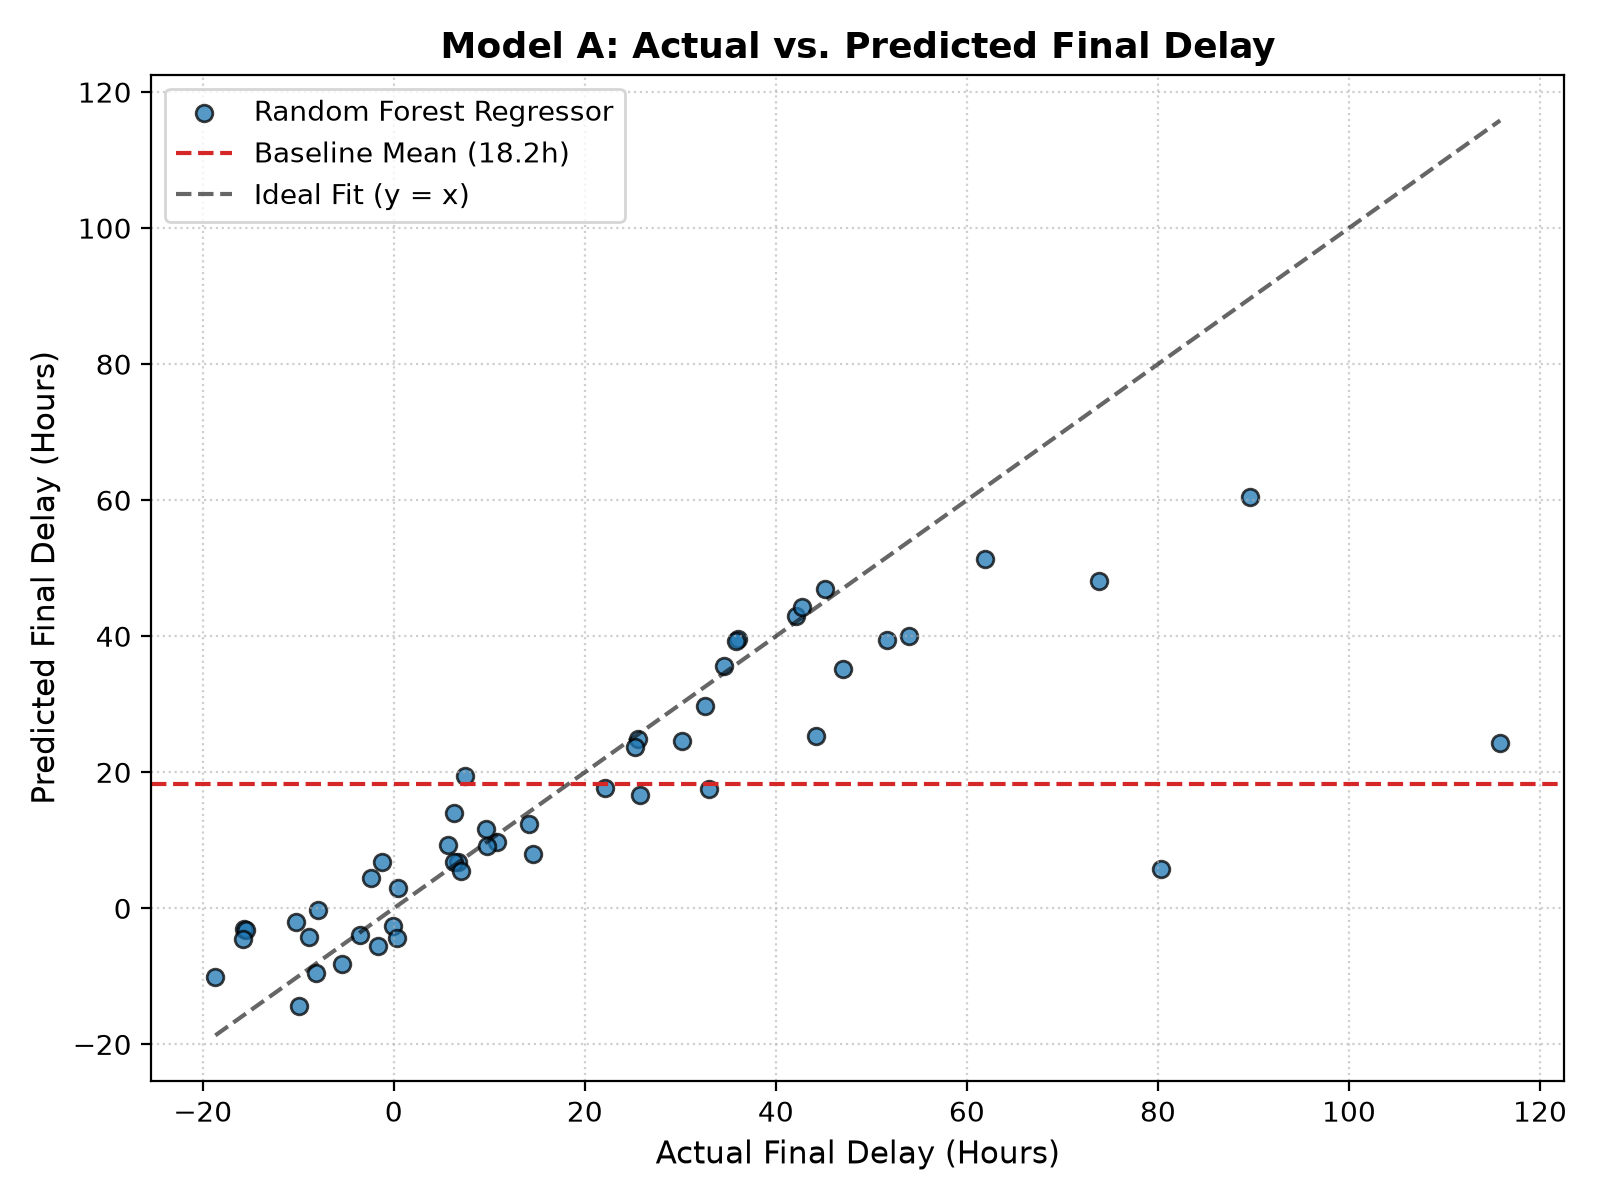 Model A: Actual vs. Predicted Final Delay
Random Forest Regressor
Baseline Mean (18.2h)
Ideal Fit (y = x)
120
100
80
60
40
20
0
−20
Predicted Final Delay (Hours)
−20 0 20 40 60 80 100 120
Actual Final Delay (Hours)